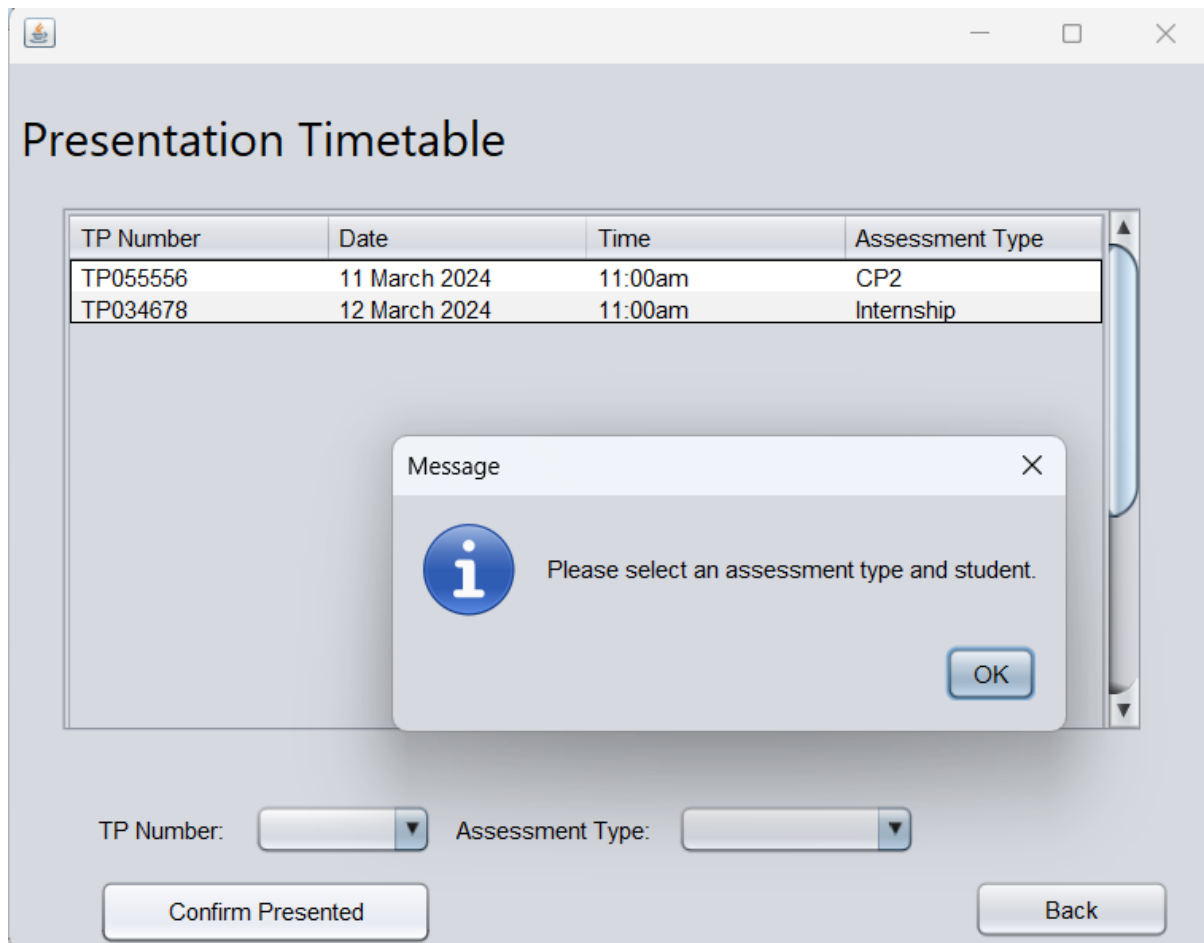 Presentation Timetable
TP Number Date Time Assessment Type
TP055556 11 March 2024 11:00am CP2
TP034678 12 March 2024 11:00am Internship
Message
Please select an assessment type and student.
OK
TP Number: Assessment Type:
Confirm Presented Back